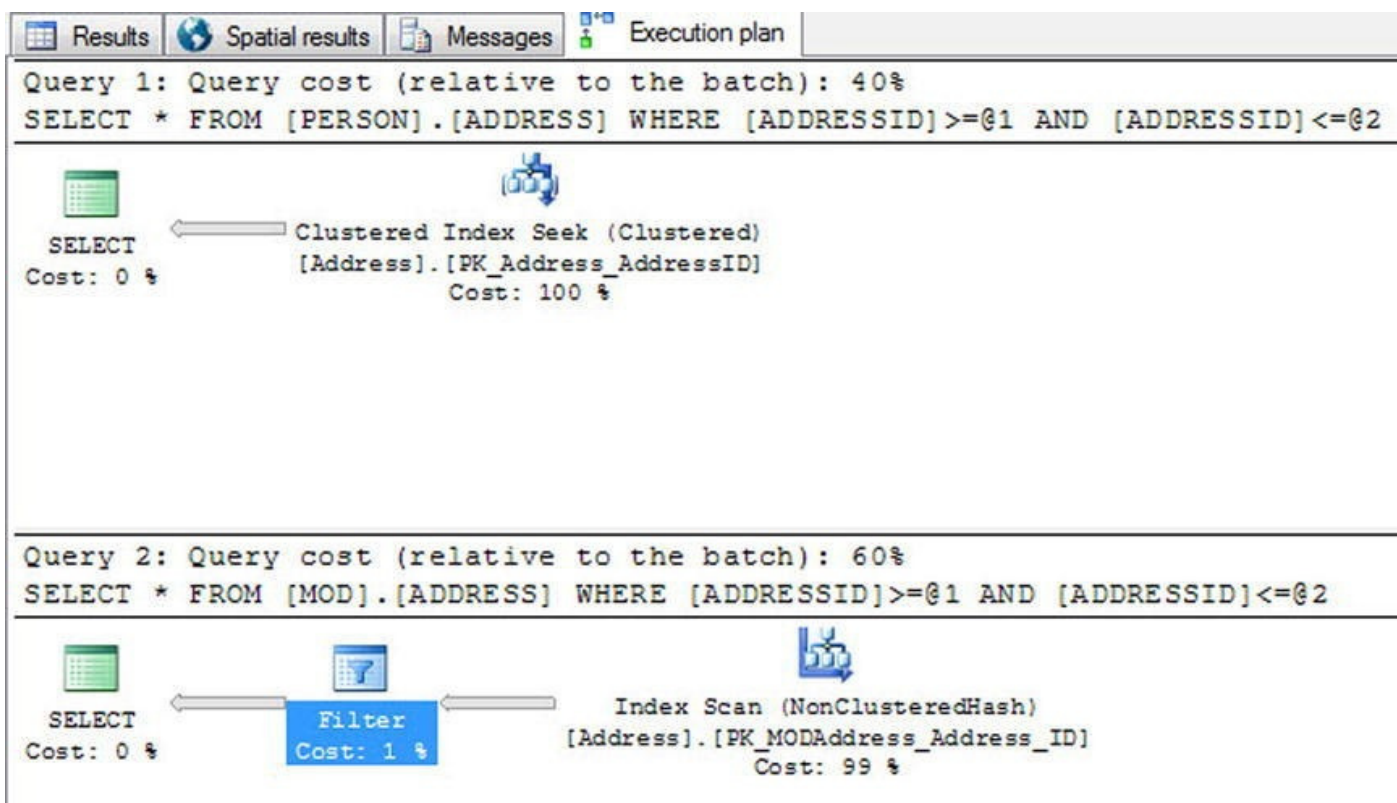 Results Spatial results Messages Execution plan
Query 1: Query cost (relative to the batch): 40%
SELECT * FROM [PERSON].[ADDRESS] WHERE [ADDRESSID]>=@1 AND [ADDRESSID]<=@2
SELECT
Cost: 0 %
Clustered Index Seek (Clustered)
[Address].[PK_Address_AddressID]
Cost: 100 %
Query 2: Query cost (relative to the batch): 60%
SELECT * FROM [MOD].[ADDRESS] WHERE [ADDRESSID]>=@1 AND [ADDRESSID]<=@2
SELECT
Cost: 0 %
Filter
Cost: 1 %
Index Scan (NonClusteredHash)
[Address].[PK_MODAddress_Address_ID]
Cost: 99 %